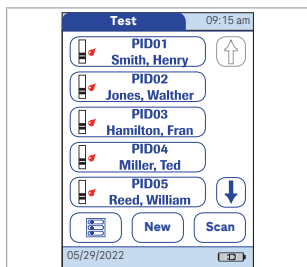 Test 09:15 am
PID01
Smith, Henry
PID02
Jones, Walther
PID03
Hamilton, Fran
PID04
Miller, Ted
PID05
Reed, William
New Scan
05/29/2022